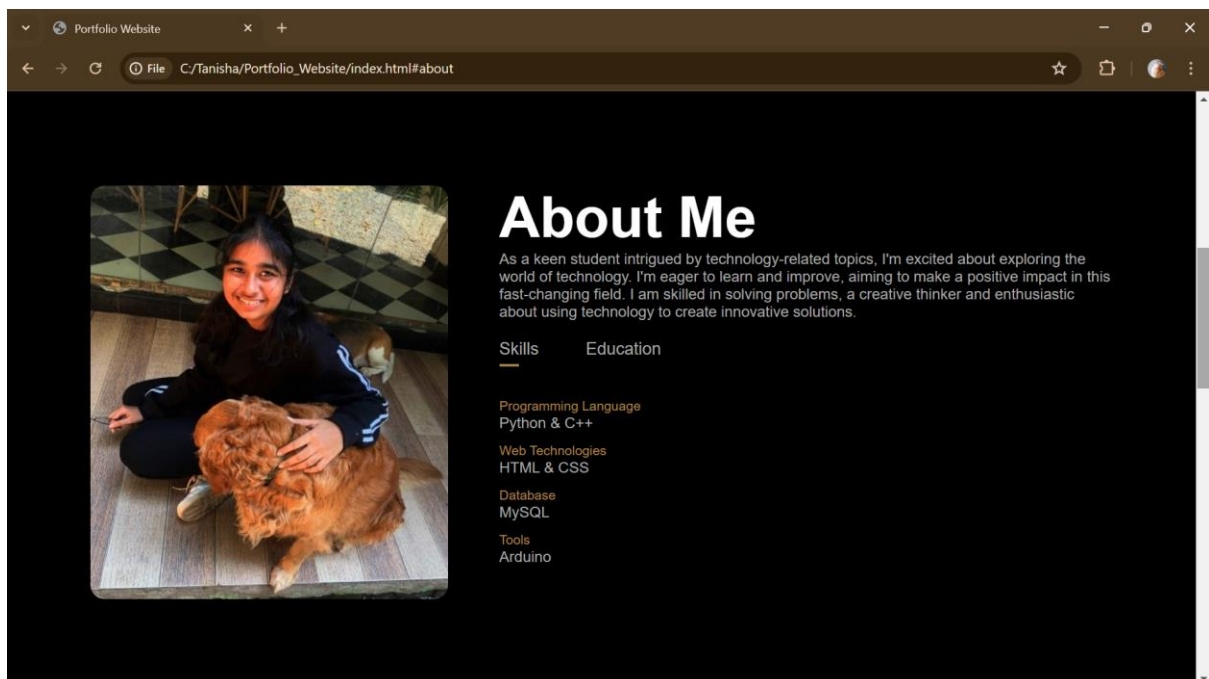 Portfolio Website
File C:/Tanisha/Portfolio_Website/index.html#about
About Me
As a keen student intrigued by technology-related topics, I'm excited about exploring the
world of technology. I'm eager to learn and improve, aiming to make a positive impact in this
fast-changing field. I am skilled in solving problems, a creative thinker and enthusiastic
about using technology to create innovative solutions.
Skills Education
Programming Language
Python & C++
Web Technologies
HTML & CSS
Database
MySQL
Tools
Arduino